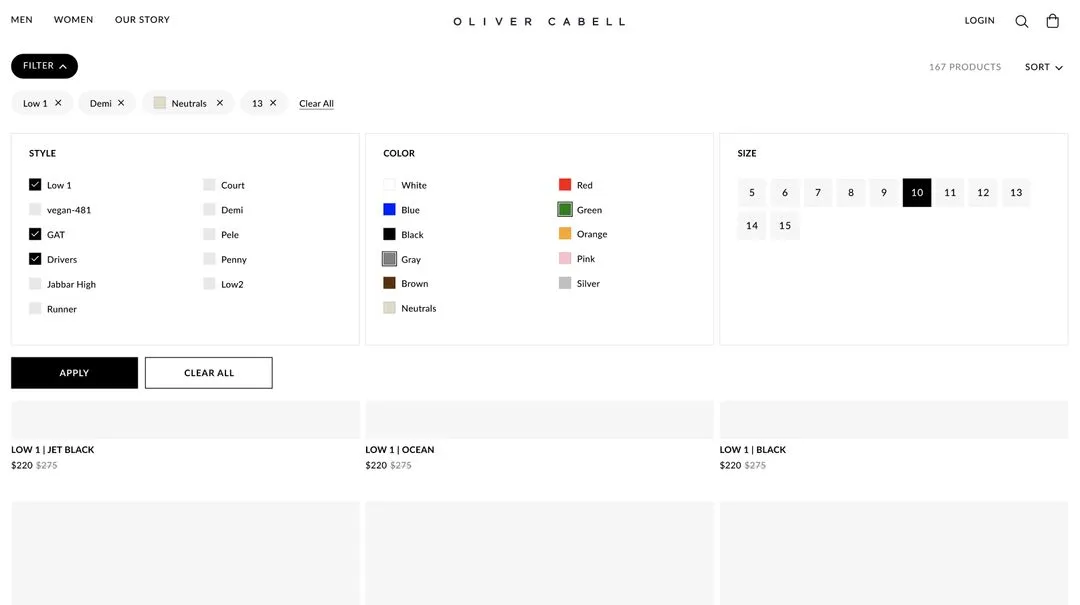 MEN WOMEN OUR STORY OLIVER CABELL LOGIN
FILTER 167 PRODUCTS SORT
Low 1 Demi Neutrals 13 Clear All
STYLE
Low 1 Court
vegan-481 Demi
GAT Pele
Drivers Penny
Jabbar High Low2
Runner
COLOR
White Red
Blue Green
Black Orange
Gray Pink
Brown Silver
Neutrals
SIZE
5 6 7 8 9 10 11 12 13
14 15
APPLY CLEAR ALL
LOW 1 | JET BLACK
$220 $275
LOW 1 | OCEAN
$220 $275
LOW 1 | BLACK
$220 $275